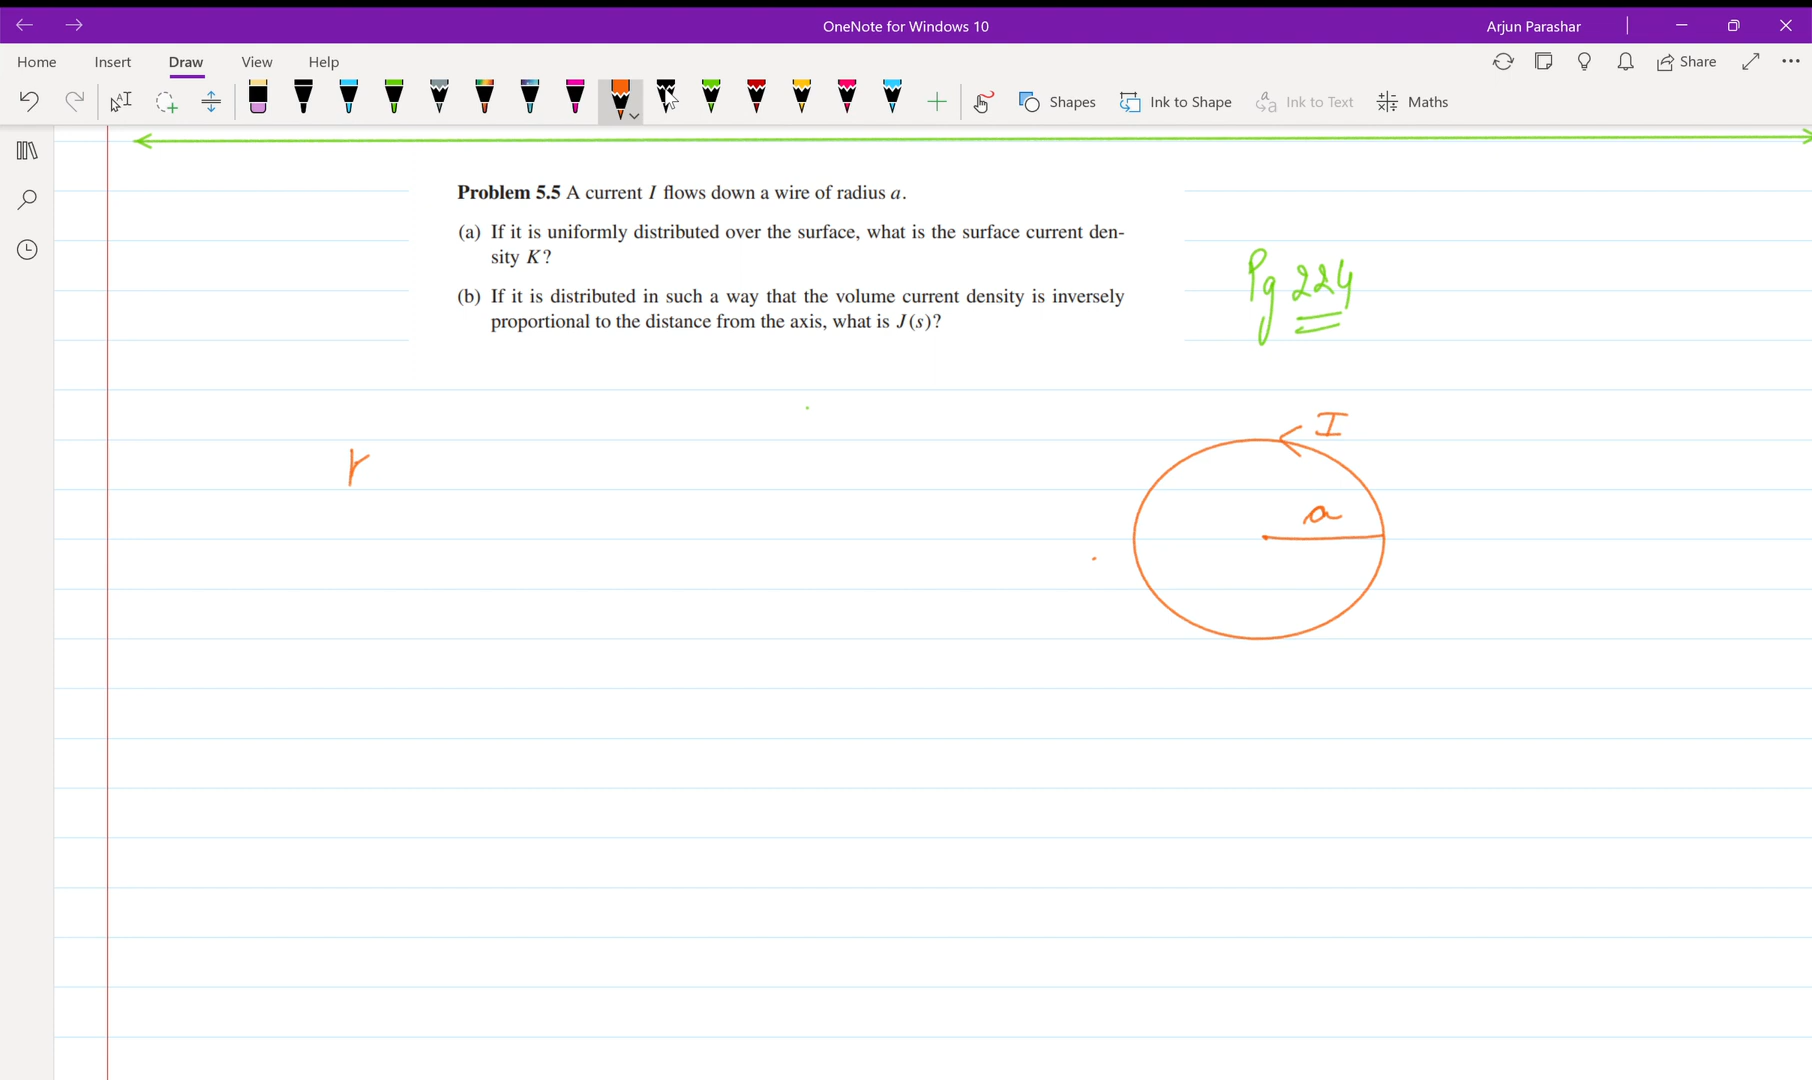 OneNote for Windows 10
Arjun Parashar
Home Insert Draw View Help
Share
Shapes Ink to Shape Ink to Text Maths
Problem 5.5 A current I flows down a wire of radius a.
(a) If it is uniformly distributed over the surface, what is the surface current den-
sity K?
(b) If it is distributed in such a way that the volume current density is inversely
proportional to the distance from the axis, what is J(s)?
Pg 224
I
a